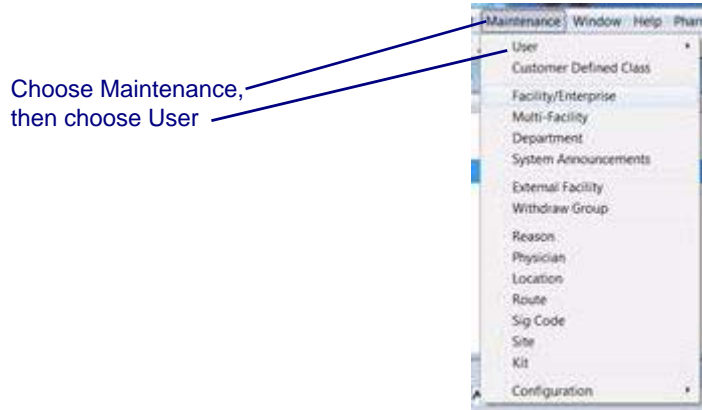 Maintenance Window Help Phar
Choose Maintenance,
then choose User
User
Customer Defined Class
Facility/Enterprise
Multi-Facility
Department
System Announcements
External Facility
Withdraw Group
Reason
Physician
Location
Route
Sig Code
Site
Kit
Configuration